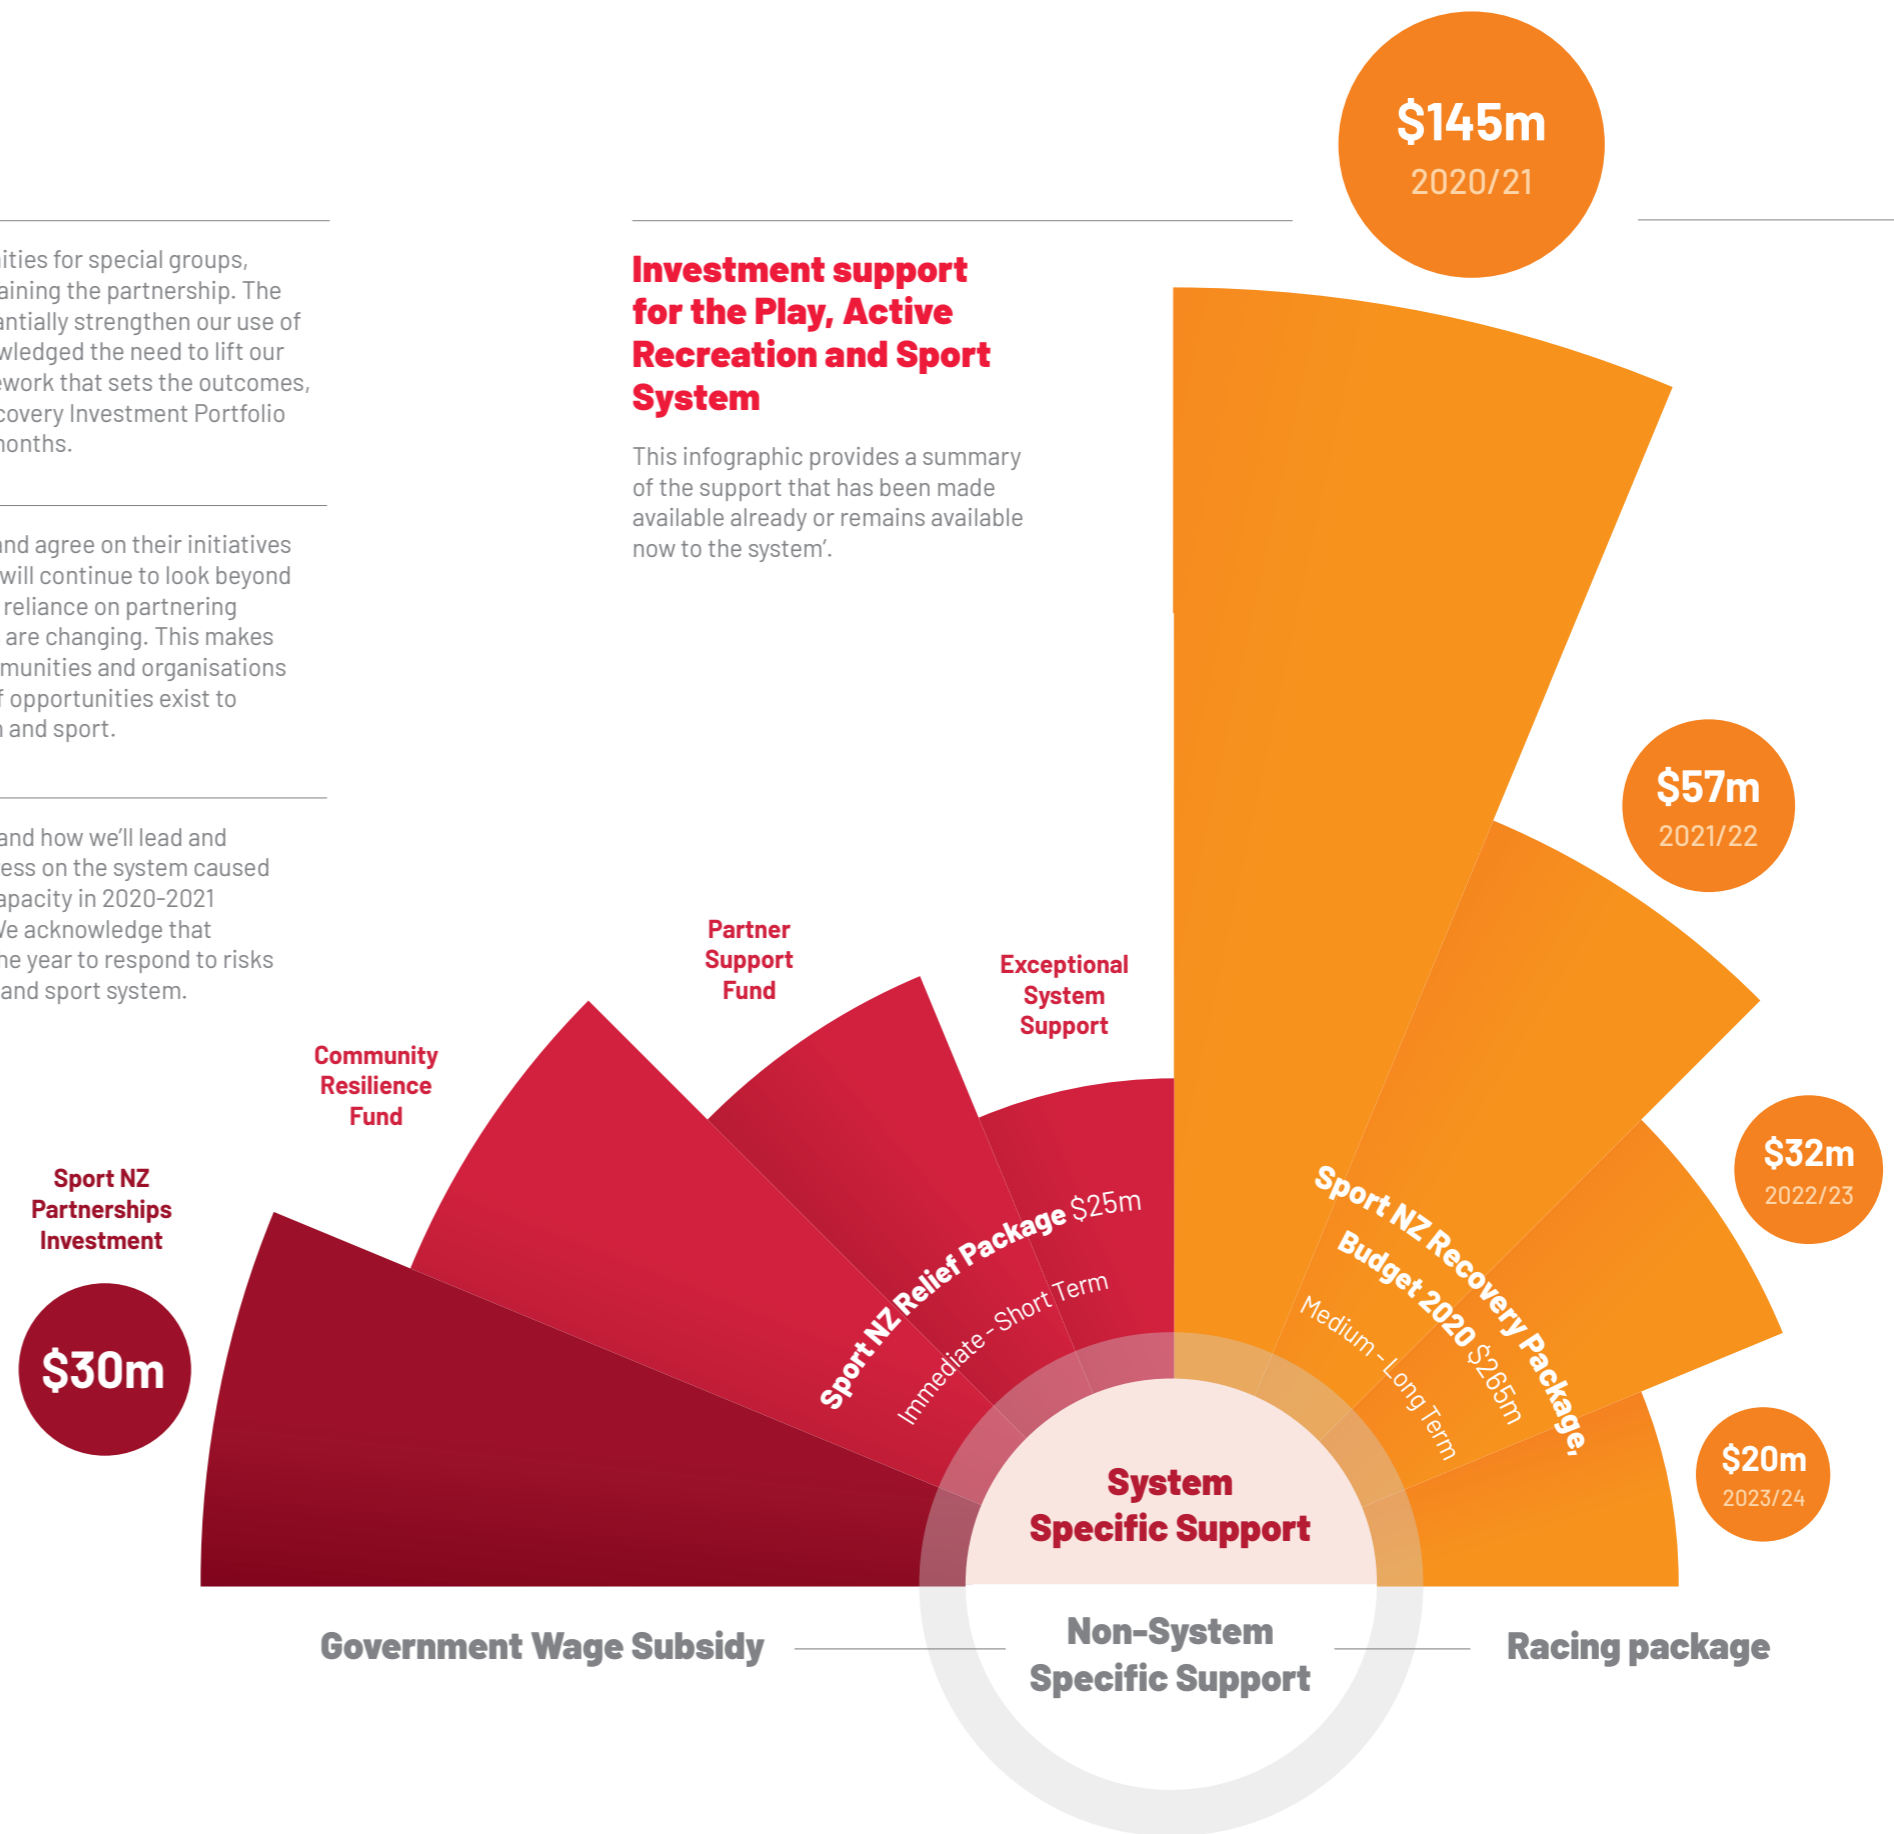 ities for special groups,
aining the partnership. The
antially strengthen our use of
wledged the need to lift our
ework that sets the outcomes,
covery Investment Portfolio
months.
and agree on their initiatives
will continue to look beyond
reliance on partnering
are changing. This makes
mmunities and organisations
f opportunities exist to
n and sport.
and how we'll lead and
ress on the system caused
apacity in 2020-2021
We acknowledge that
he year to respond to risks
and sport system.
Investment support
for the Play, Active
Recreation and Sport
System
This infographic provides a summary
of the support that has been made
available already or remains available
now to the system'.
Sport NZ
Partnerships
Investment
$30m
Community
Resilience
Fund
Partner
Support
Fund
Exceptional
System
Support
Sport NZ Relief Package $25m
Immediate - Short Term
$145m
2020/21
$57m
2021/22
$32m
2022/23
$20m
2023/24
Sport NZ Recovery Package,
Budget 2020 $265m
Medium - Long Term
System
Specific Support
Government Wage Subsidy
Non-System
Specific Support
Racing package